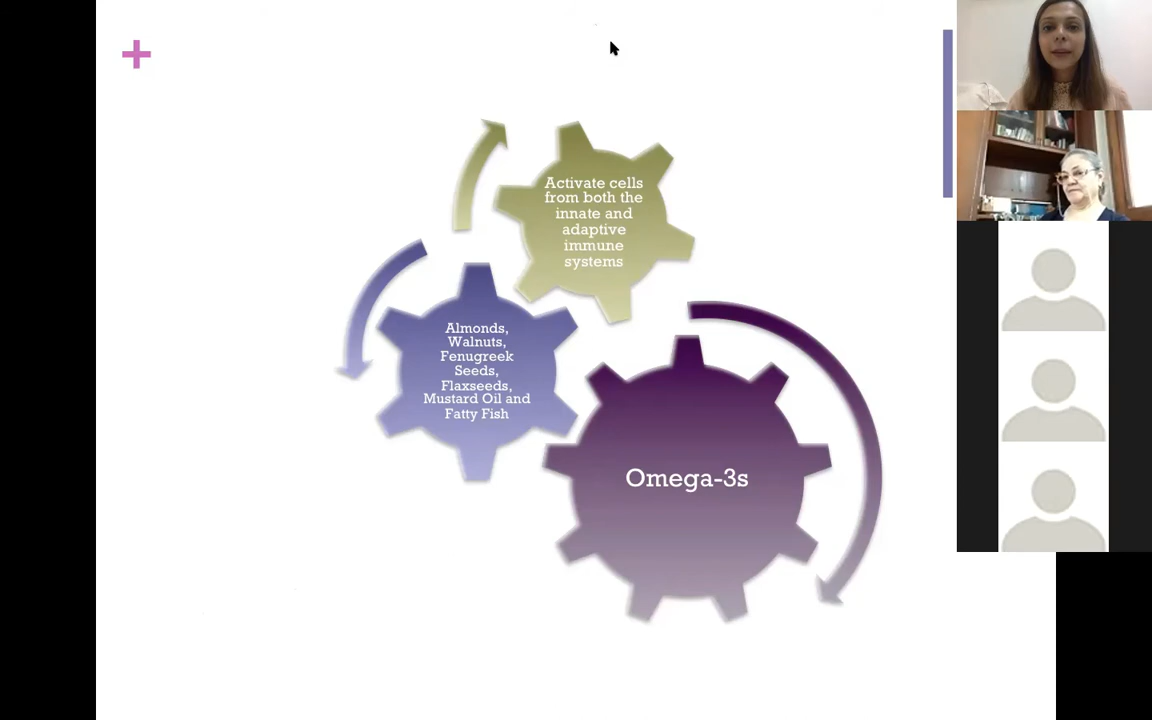 Activate cells
from both the
innate and
adaptive
immune
systems
Almonds,
Walnuts,
Fenugreek
Seeds,
Flaxseeds,
Mustard Oil and
Fatty Fish
Omega-3s